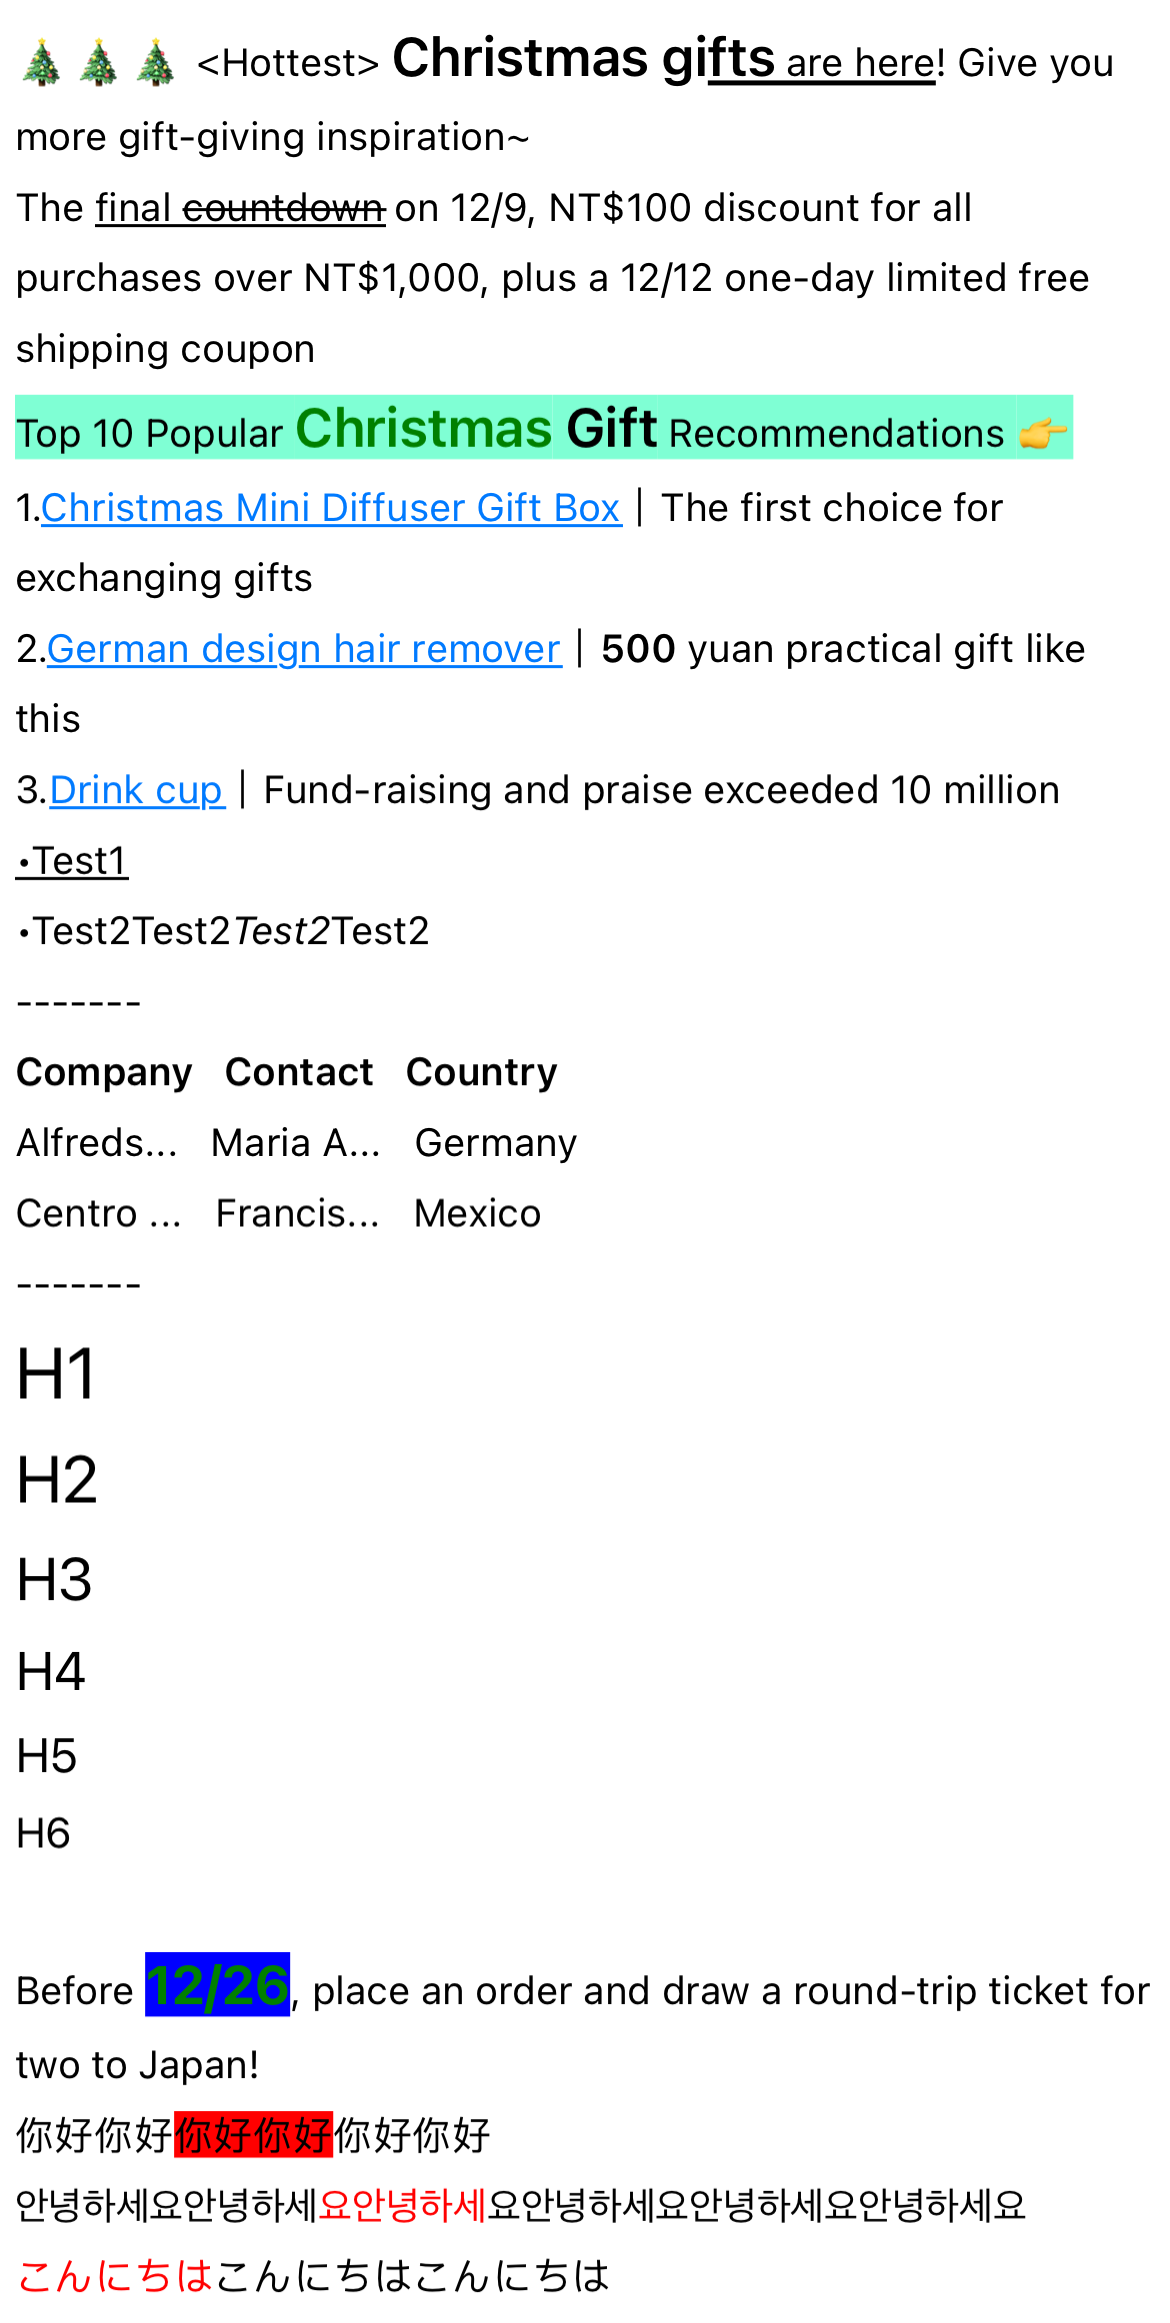 🎄🎄🎄 <Hottest> Christmas gifts are here! Give you
more gift-giving inspiration~
The final countdown on 12/9, NT$100 discount for all
purchases over NT$1,000, plus a 12/12 one-day limited free
shipping coupon
Top 10 Popular Christmas Gift Recommendations 👉
1.Christmas Mini Diffuser Gift Box｜The first choice for
exchanging gifts
2.German design hair remover｜500 yuan practical gift like
this
3.Drink cup｜Fund-raising and praise exceeded 10 million
•Test1
•Test2Test2Test2Test2
-------
Company Contact Country
Alfreds... Maria A... Germany
Centro ... Francis... Mexico
-------
H1
H2
H3
H4
H5
H6
Before 12/26, place an order and draw a round-trip ticket for
two to Japan!
你好你好你好你好你好你好
안녕하세요안녕하세요안녕하세요안녕하세요안녕하세요안녕하세요
こんにちはこんにちはこんにちは